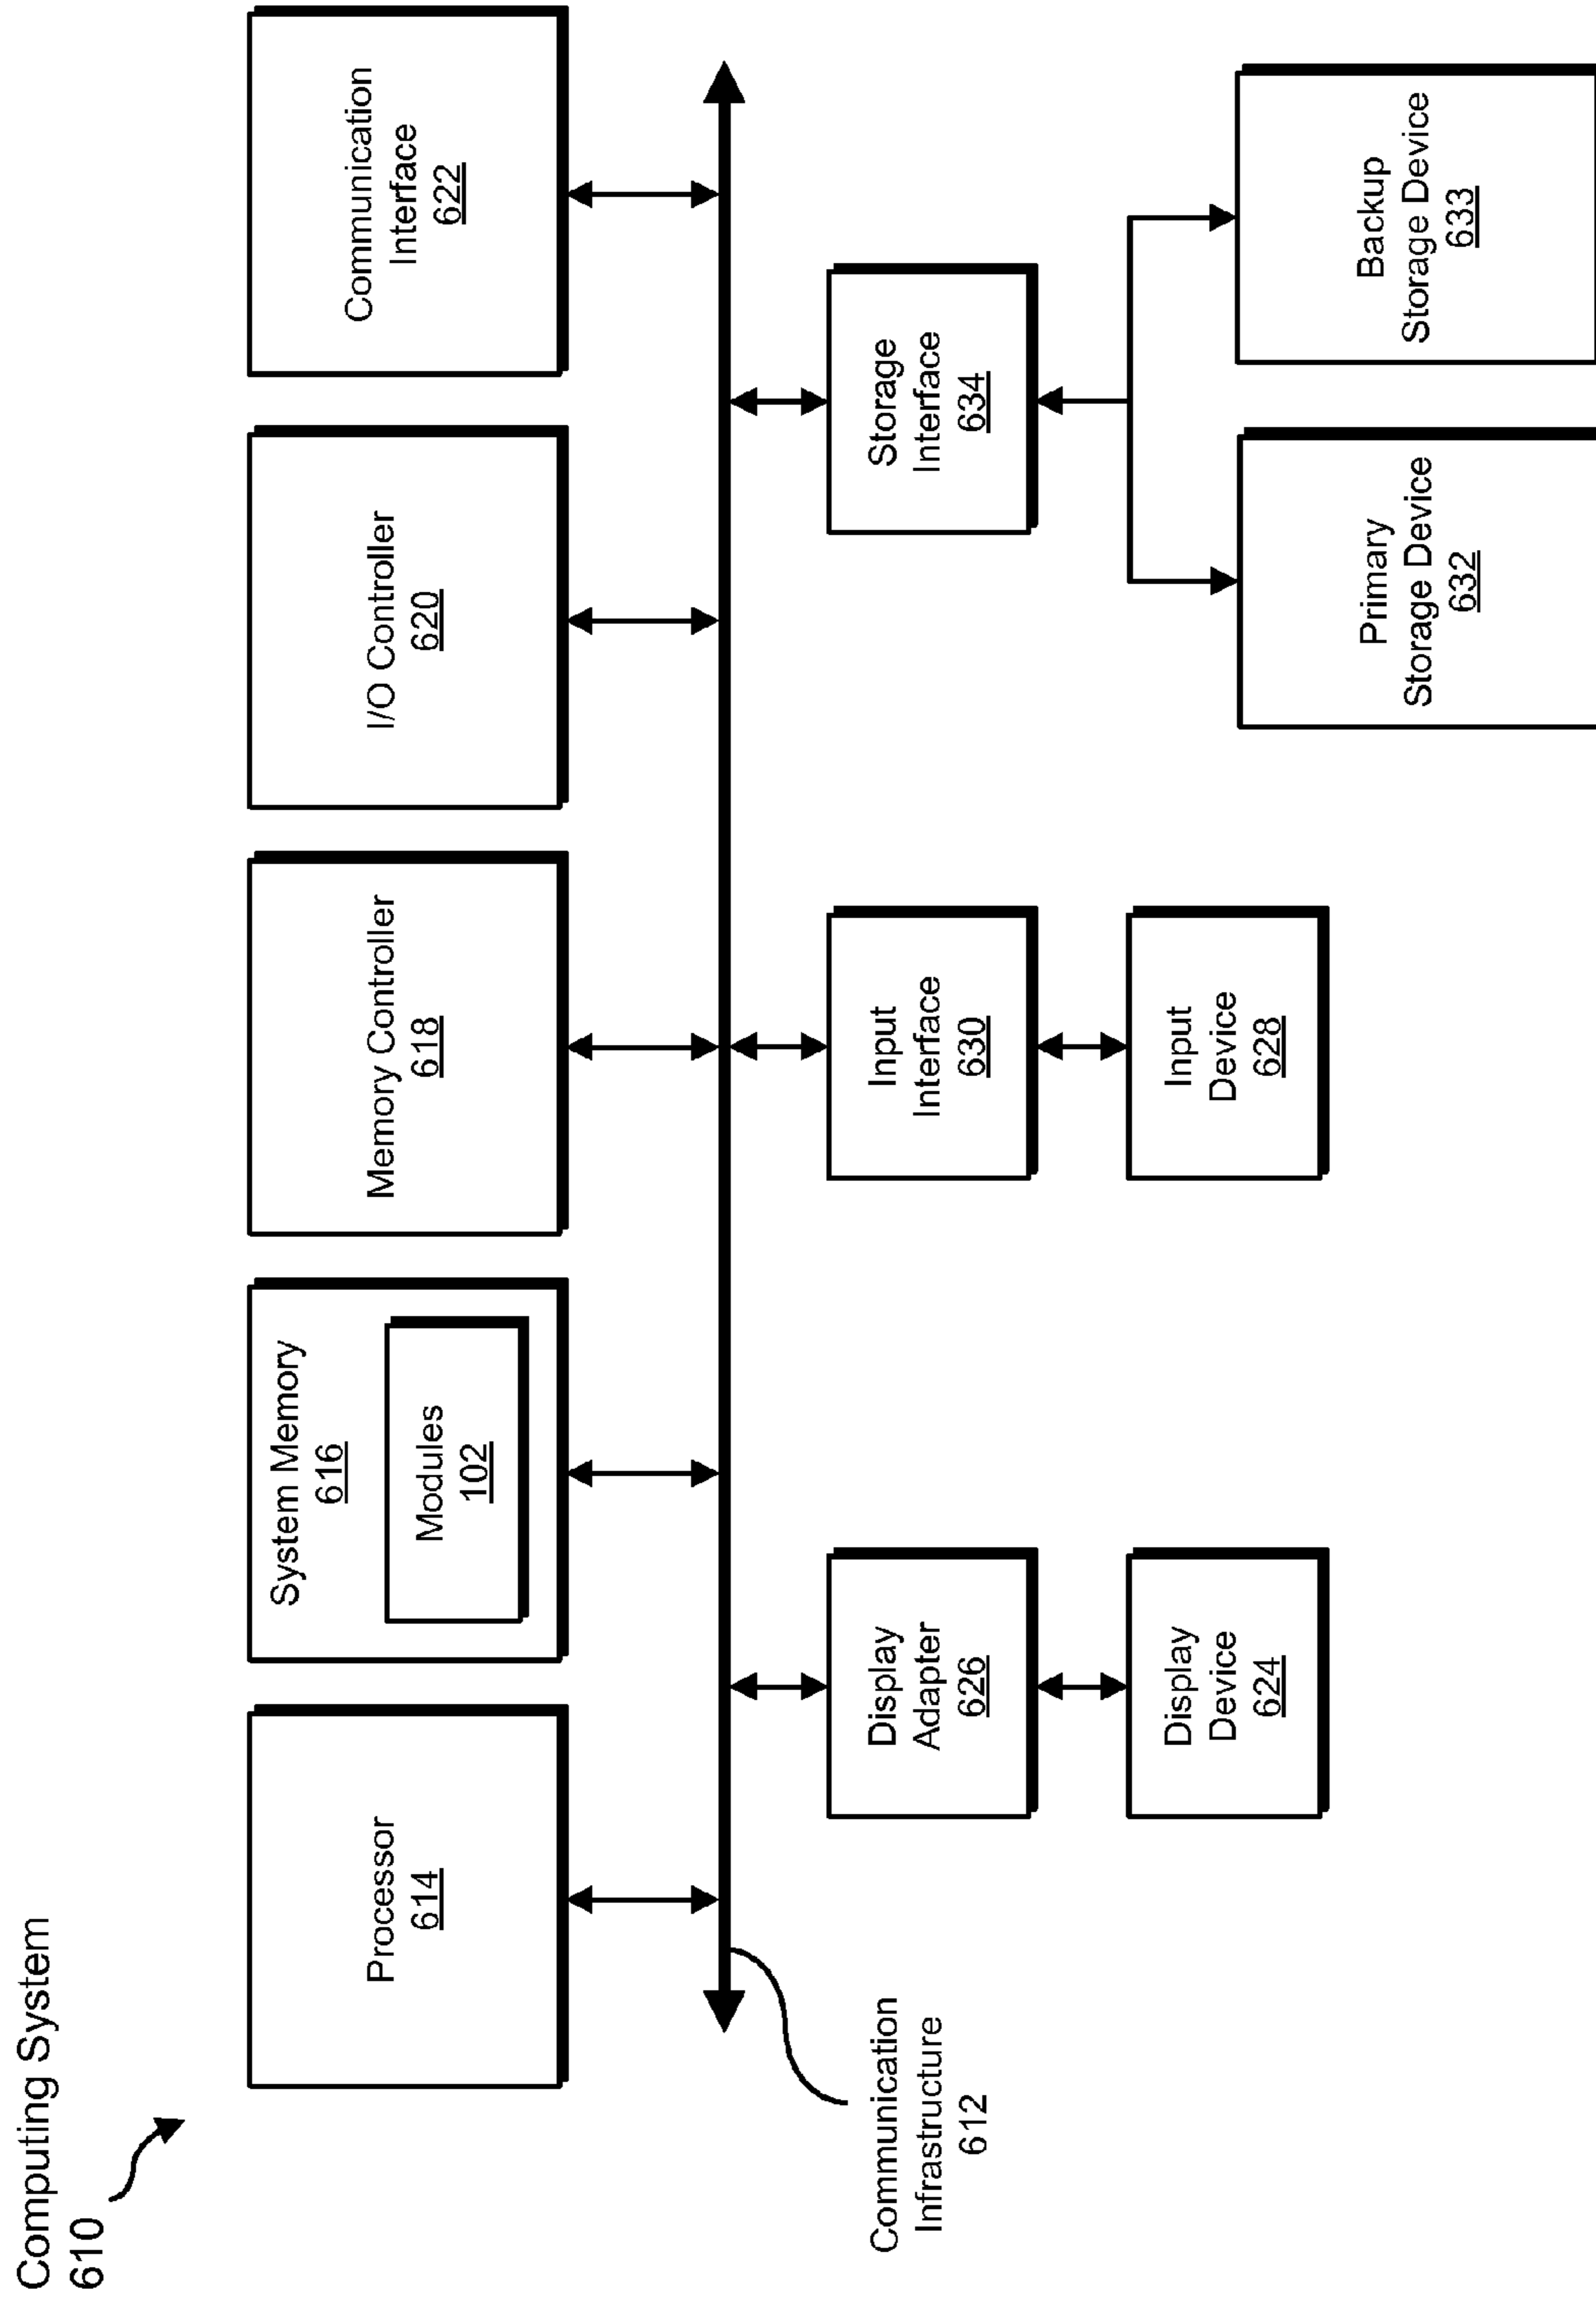 Computing System
610
Processor
614
System Memory
616
Modules
102
Memory Controller
618
I/O Controller
620
Communication
Interface
622
Communication
Infrastructure
612
Display
Adapter
626
Input
Interface
630
Storage
Interface
634
Display
Device
624
Input
Device
628
Primary
Storage Device
632
Backup
Storage Device
633